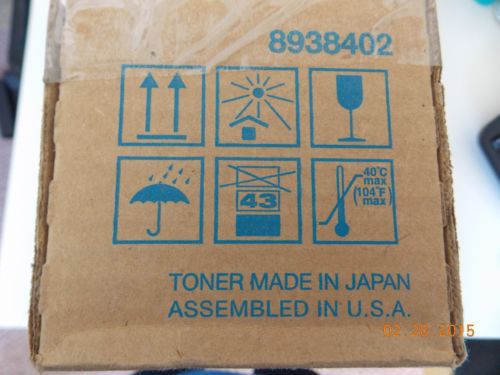 8938402
40°C
max
(104°F
max)
43
TONER MADE IN JAPAN
ASSEMBLED IN U.S.A.
02.28.2015